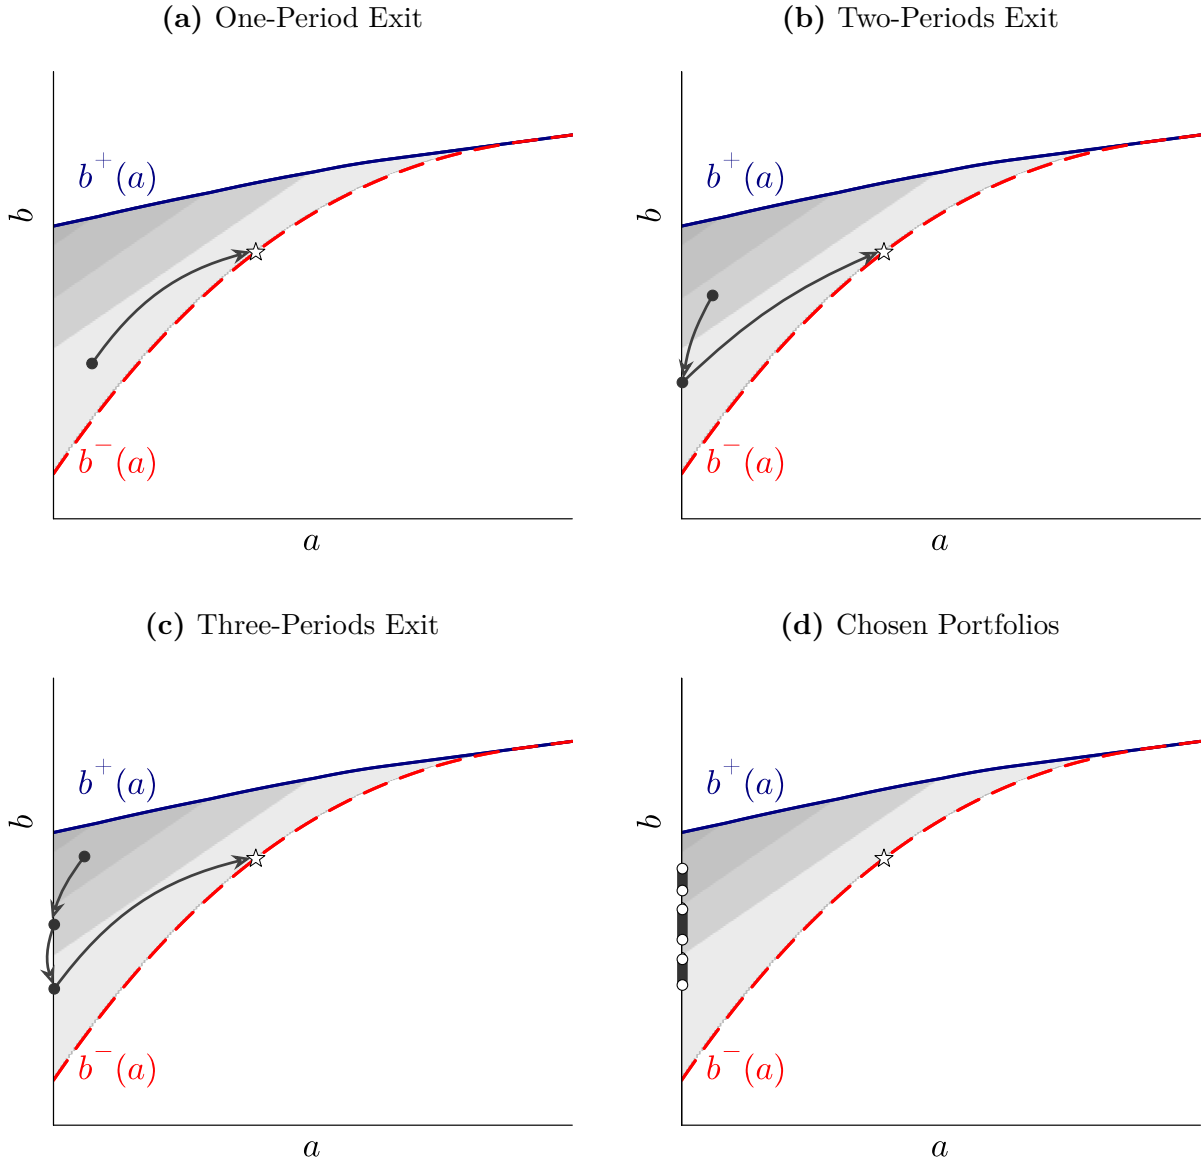 (a) One-Period Exit
b⁺(a)
b
b⁻(a)
a
(b) Two-Periods Exit
b⁺(a)
b
b⁻(a)
a
(c) Three-Periods Exit
b⁺(a)
b
b⁻(a)
a
(d) Chosen Portfolios
b⁺(a)
b
b⁻(a)
a